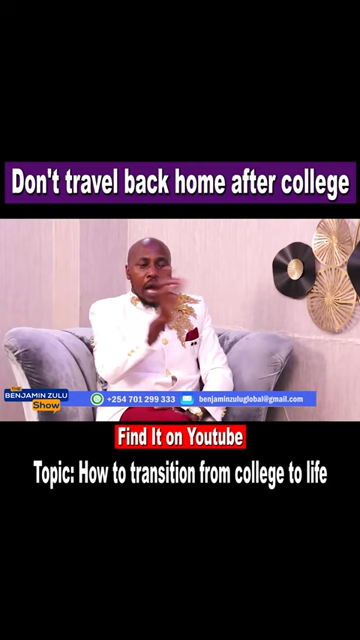 Don't travel back home after college
THE
BENJAMIN ZULU
Show
+254 701 299 333
benjaminzuluglobal@gmail.com
Find It on Youtube
Topic: How to transition from college to life